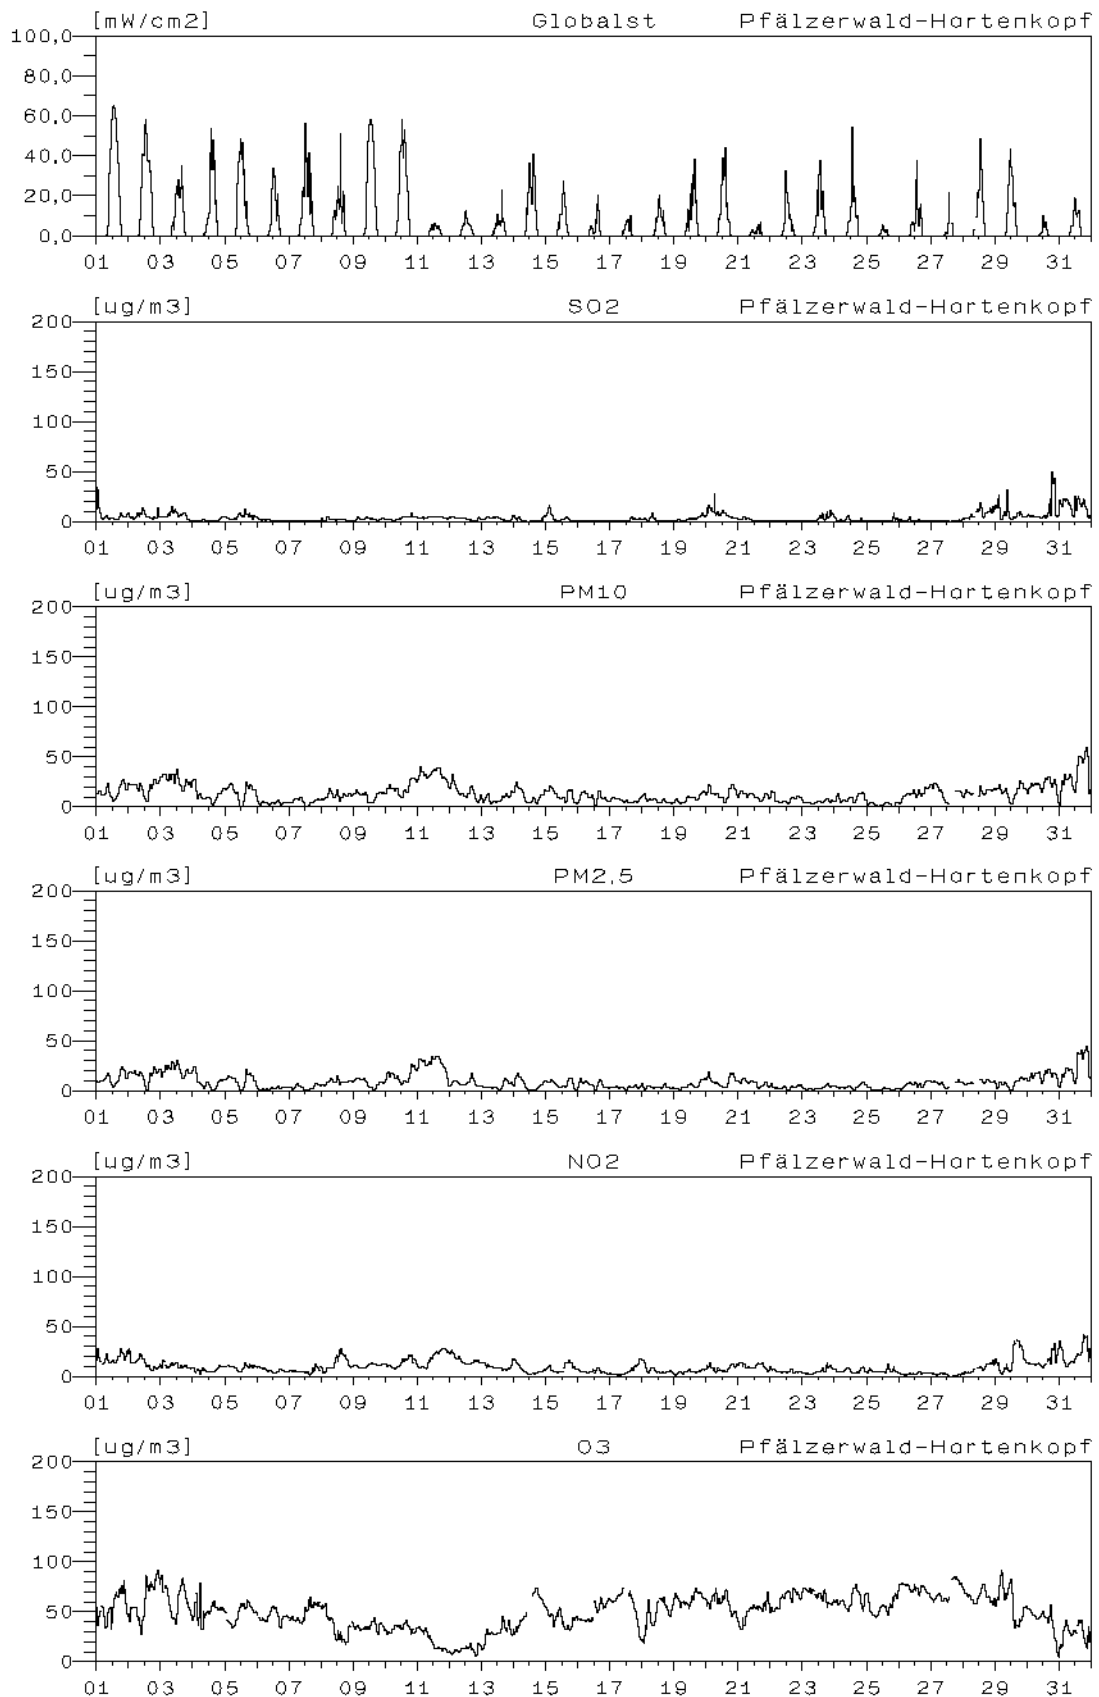 [mW/cm2] Globalst Pfälzerwald-Hortenkopf
100,0
80,0
60,0
40,0
20,0
0,0
01 03 05 07 09 11 13 15 17 19 21 23 25 27 29 31
[ug/m3] SO2 Pfälzerwald-Hortenkopf
200
150
100
50
0
01 03 05 07 09 11 13 15 17 19 21 23 25 27 29 31
[ug/m3] PM10 Pfälzerwald-Hortenkopf
200
150
100
50
0
01 03 05 07 09 11 13 15 17 19 21 23 25 27 29 31
[ug/m3] PM2,5 Pfälzerwald-Hortenkopf
200
150
100
50
0
01 03 05 07 09 11 13 15 17 19 21 23 25 27 29 31
[ug/m3] NO2 Pfälzerwald-Hortenkopf
200
150
100
50
0
01 03 05 07 09 11 13 15 17 19 21 23 25 27 29 31
[ug/m3] O3 Pfälzerwald-Hortenkopf
200
150
100
50
0
01 03 05 07 09 11 13 15 17 19 21 23 25 27 29 31